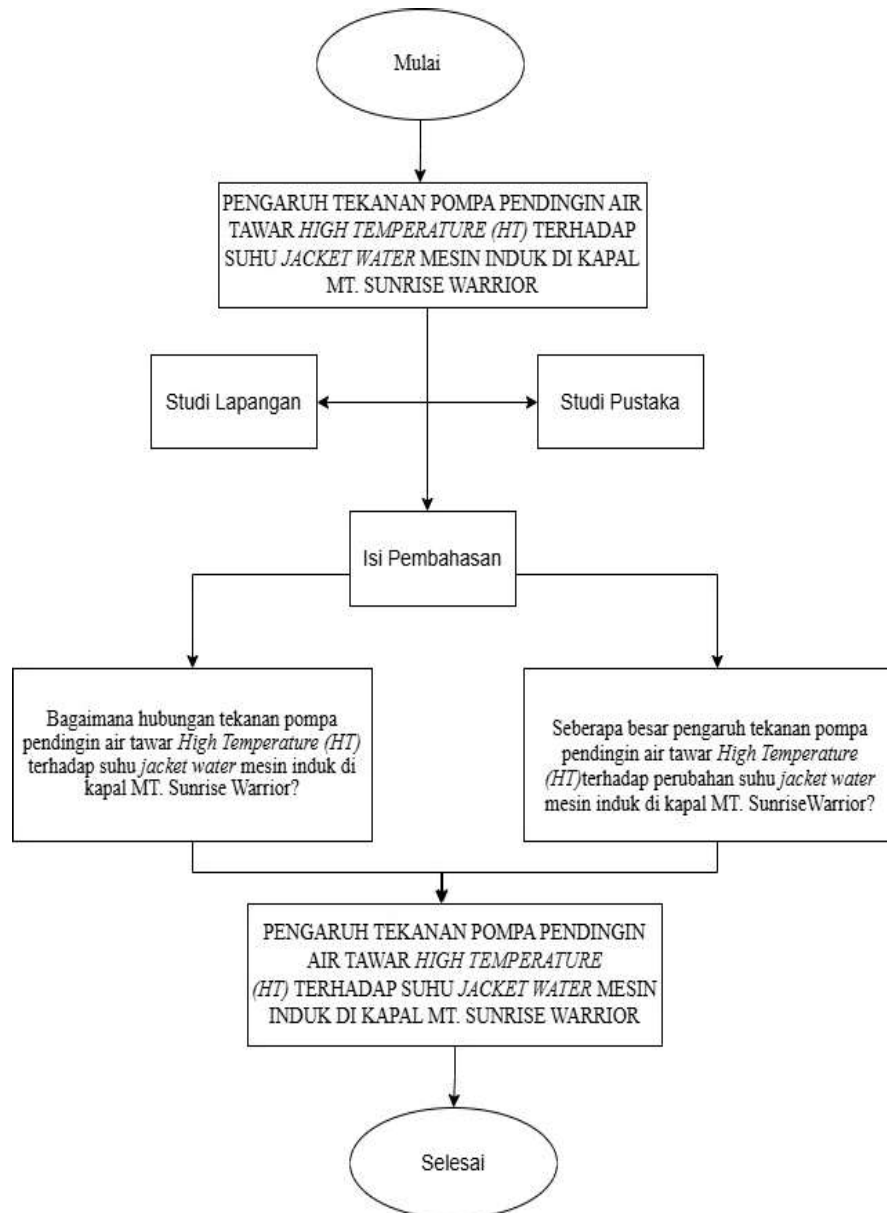 Mulai
PENGARUH TEKANAN POMPA PENDINGIN AIR
TAWAR HIGH TEMPERATURE (HT) TERHADAP
SUHU JACKET WATER MESIN INDUK DI KAPAL
MT. SUNRISE WARRIOR
Studi Lapangan
Studi Pustaka
Isi Pembahasan
Bagaimana hubungan tekanan pompa
pendingin air tawar High Temperature (HT)
terhadap suhu jacket water mesin induk di
kapal MT. Sunrise Warrior?
Seberapa besar pengaruh tekanan pompa
pendingin air tawar High Temperature
(HT)terhadap perubahan suhu jacket water
mesin induk di kapal MT. SunriseWarrior?
PENGARUH TEKANAN POMPA PENDINGIN
AIR TAWAR HIGH TEMPERATURE
(HT) TERHADAP SUHU JACKET WATER MESIN
INDUK DI KAPAL MT. SUNRISE WARRIOR
Selesai